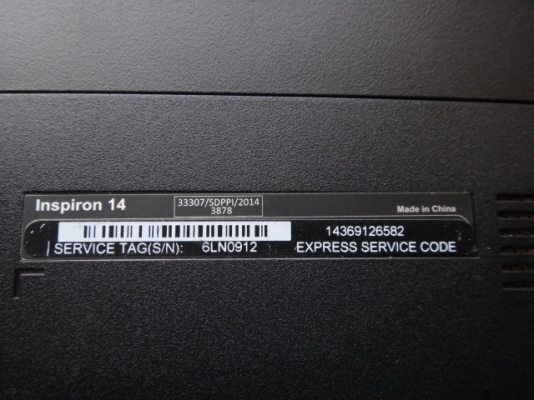 Inspiron 14
33307/SDPPI/2014
3878
Made in China
14369126582
SERVICE TAG(S/N): 6LN0912 EXPRESS SERVICE CODE